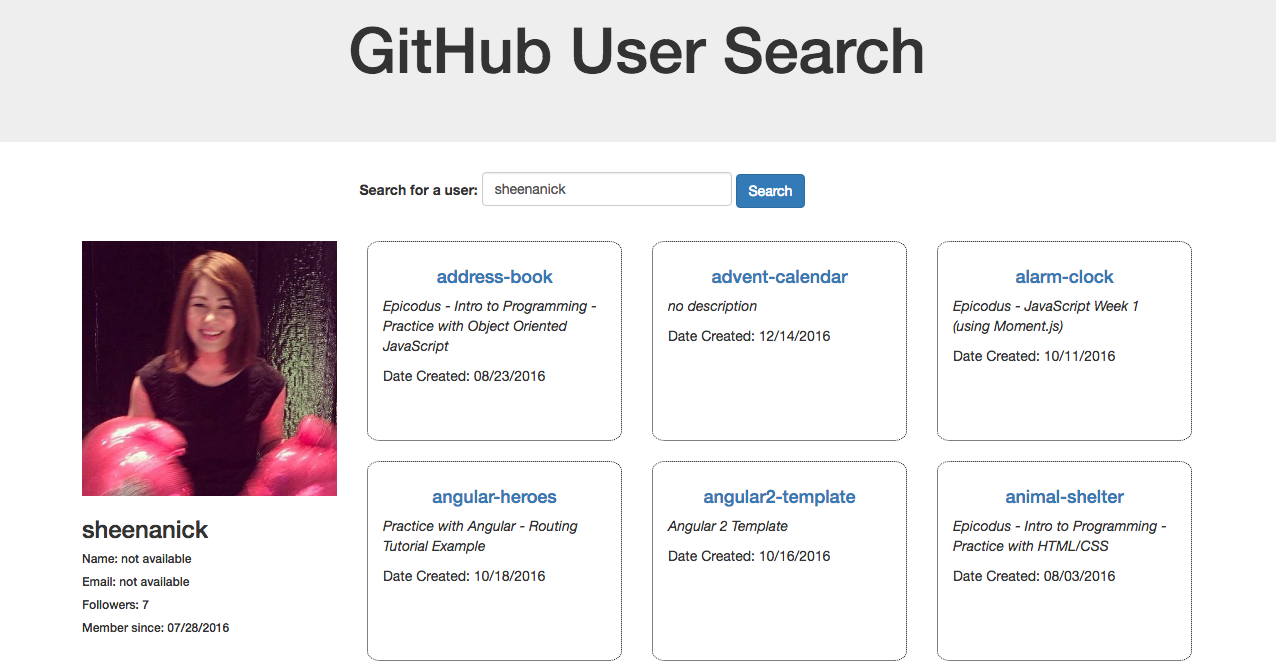 GitHub User Search
Search for a user: sheenanick Search
sheenanick
Name: not available
Email: not available
Followers: 7
Member since: 07/28/2016
address-book
Epicodus - Intro to Programming -
Practice with Object Oriented
JavaScript
Date Created: 08/23/2016
advent-calendar
no description
Date Created: 12/14/2016
alarm-clock
Epicodus - JavaScript Week 1
(using Moment.js)
Date Created: 10/11/2016
angular-heroes
Practice with Angular - Routing
Tutorial Example
Date Created: 10/18/2016
angular2-template
Angular 2 Template
Date Created: 10/16/2016
animal-shelter
Epicodus - Intro to Programming -
Practice with HTML/CSS
Date Created: 08/03/2016